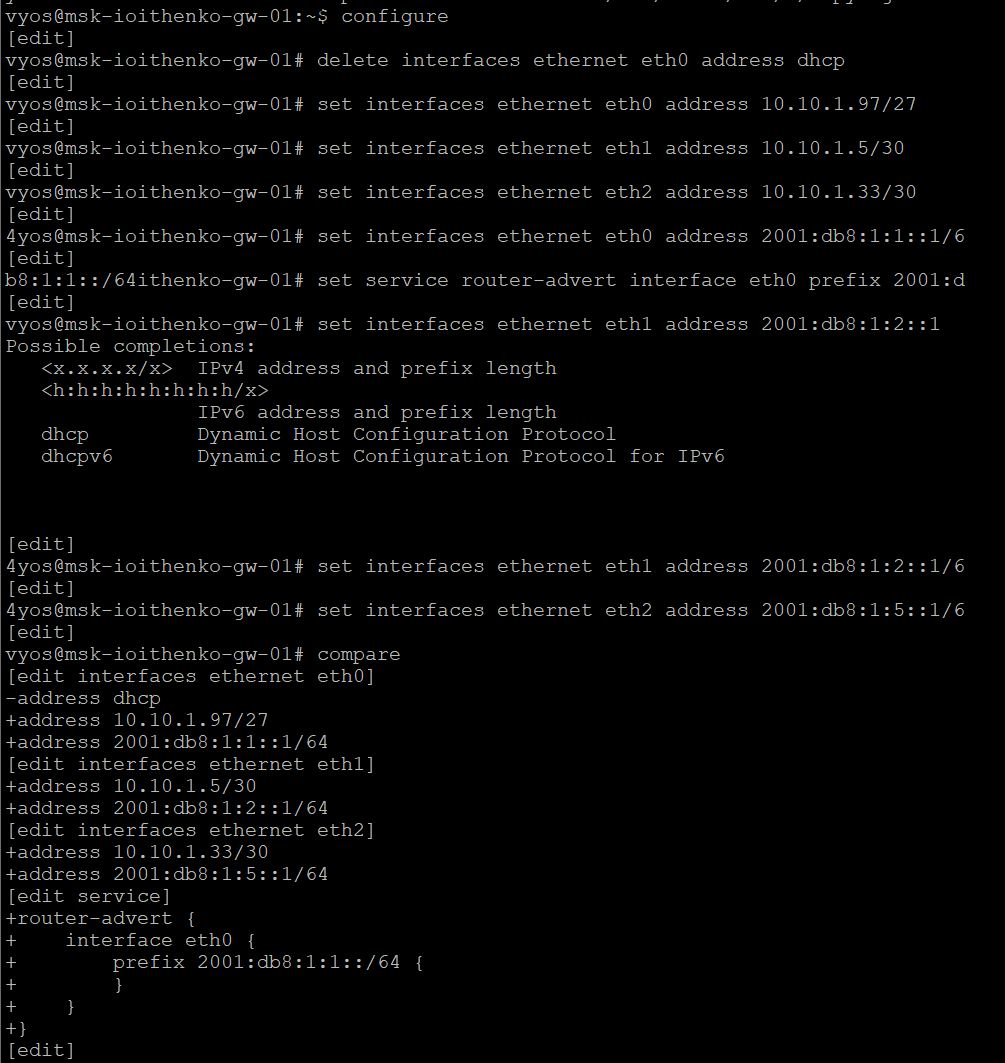 vyos@msk-ioithenko-gw-01:~$ configure
[edit]
vyos@msk-ioithenko-gw-01# delete interfaces ethernet eth0 address dhcp
[edit]
vyos@msk-ioithenko-gw-01# set interfaces ethernet eth0 address 10.10.1.97/27
[edit]
vyos@msk-ioithenko-gw-01# set interfaces ethernet eth1 address 10.10.1.5/30
[edit]
vyos@msk-ioithenko-gw-01# set interfaces ethernet eth2 address 10.10.1.33/30
[edit]
4yos@msk-ioithenko-gw-01# set interfaces ethernet eth0 address 2001:db8:1:1::1/6
[edit]
b8:1:1::/64ithenko-gw-01# set service router-advert interface eth0 prefix 2001:d
[edit]
vyos@msk-ioithenko-gw-01# set interfaces ethernet eth1 address 2001:db8:1:2::1
Possible completions:
   <x.x.x.x/x>  IPv4 address and prefix length
   <h:h:h:h:h:h:h:h/x>
                IPv6 address and prefix length
   dhcp         Dynamic Host Configuration Protocol
   dhcpv6       Dynamic Host Configuration Protocol for IPv6
[edit]
4yos@msk-ioithenko-gw-01# set interfaces ethernet eth1 address 2001:db8:1:2::1/6
[edit]
4yos@msk-ioithenko-gw-01# set interfaces ethernet eth2 address 2001:db8:1:5::1/6
[edit]
vyos@msk-ioithenko-gw-01# compare
[edit interfaces ethernet eth0]
-address dhcp
+address 10.10.1.97/27
+address 2001:db8:1:1::1/64
[edit interfaces ethernet eth1]
+address 10.10.1.5/30
+address 2001:db8:1:2::1/64
[edit interfaces ethernet eth2]
+address 10.10.1.33/30
+address 2001:db8:1:5::1/64
[edit service]
+router-advert {
+    interface eth0 {
+        prefix 2001:db8:1:1::/64 {
+        }
+    }
+}
[edit]